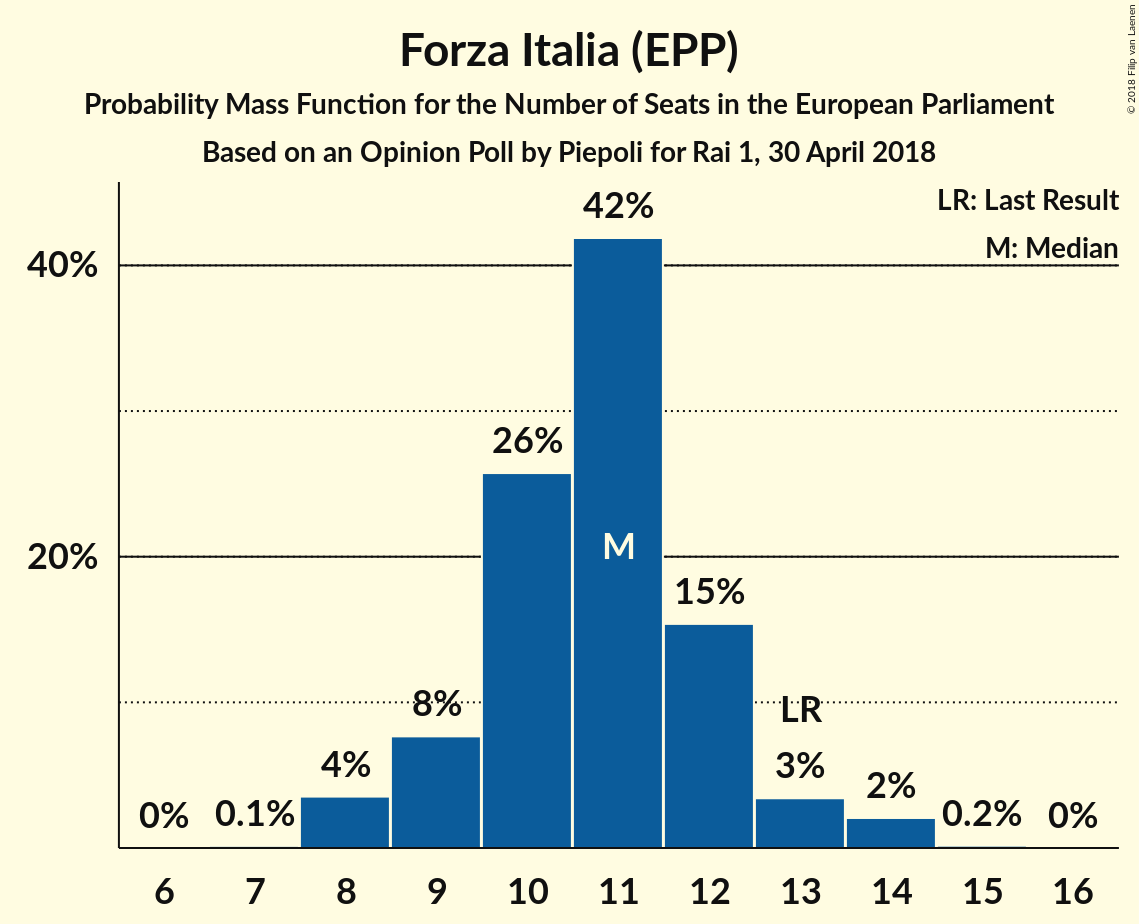 Forza Italia (EPP)
Probability Mass Function for the Number of Seats in the European Parliament
Based on an Opinion Poll by Piepoli for Rai 1, 30 April 2018
© 2018 Filip van Laenen
LR: Last Result
M: Median
40%
20%
0%
0.1%
4%
8%
26%
42%
M
15%
LR
3%
2%
0.2%
0%
6 7 8 9 10 11 12 13 14 15 16